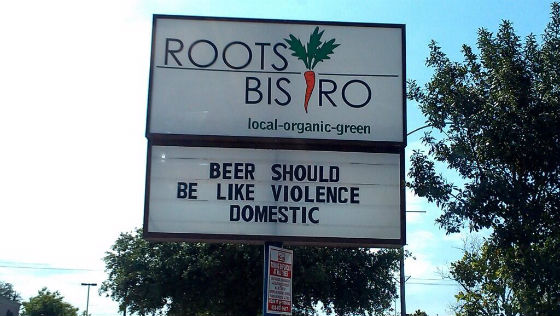 ROOTS
BISTRO
local-organic-green
BEER SHOULD
BE LIKE VIOLENCE
DOMESTIC